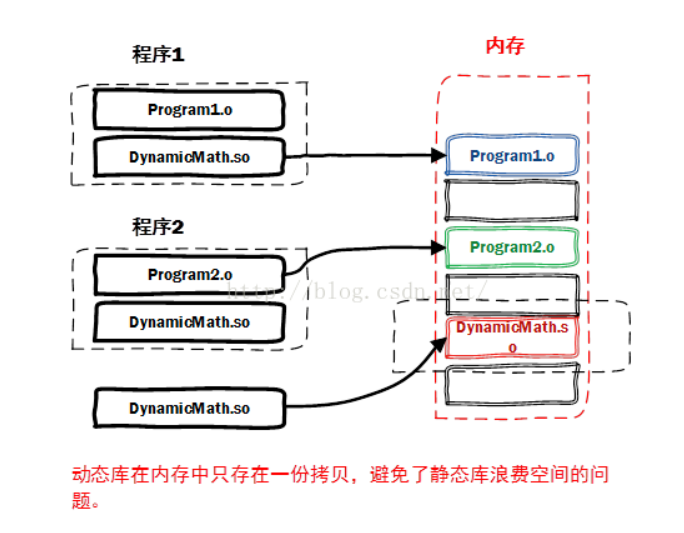 程序1
内存
Program1.o
DynamicMath.so
Program1.o
程序2
Program2.o
Program2.o
http://blog.csdn.net/
DynamicMath.so
DynamicMath.s
o
DynamicMath.so
动态库在内存中只存在一份拷贝，避免了静态库浪费空间的问
题。